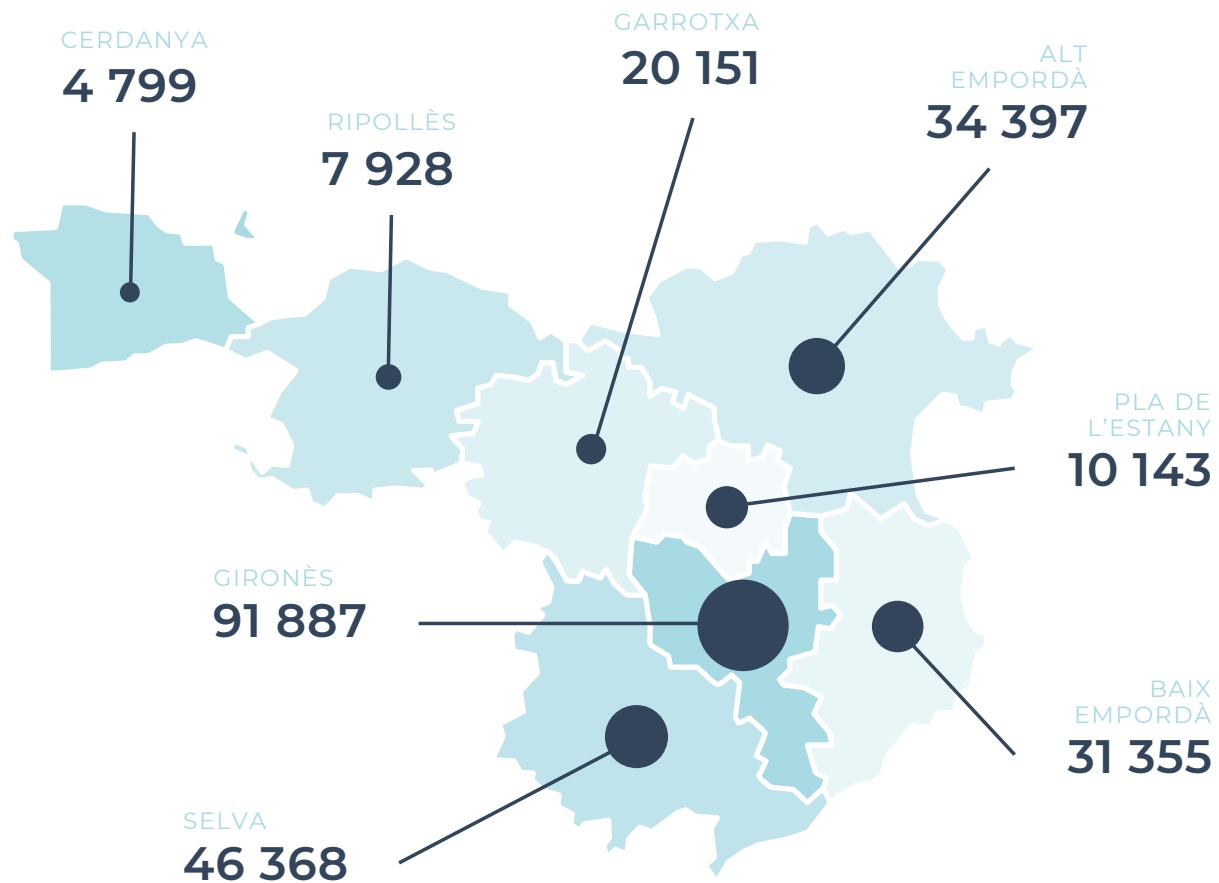 GARROTXA
20 151
CERDANYA
4 799
ALT
EMPORDÀ
34 397
RIPOLLÈS
7 928
PLA DE
L'ESTANY
10 143
GIRONÈS
91 887
BAIX
EMPORDÀ
31 355
SELVA
46 368